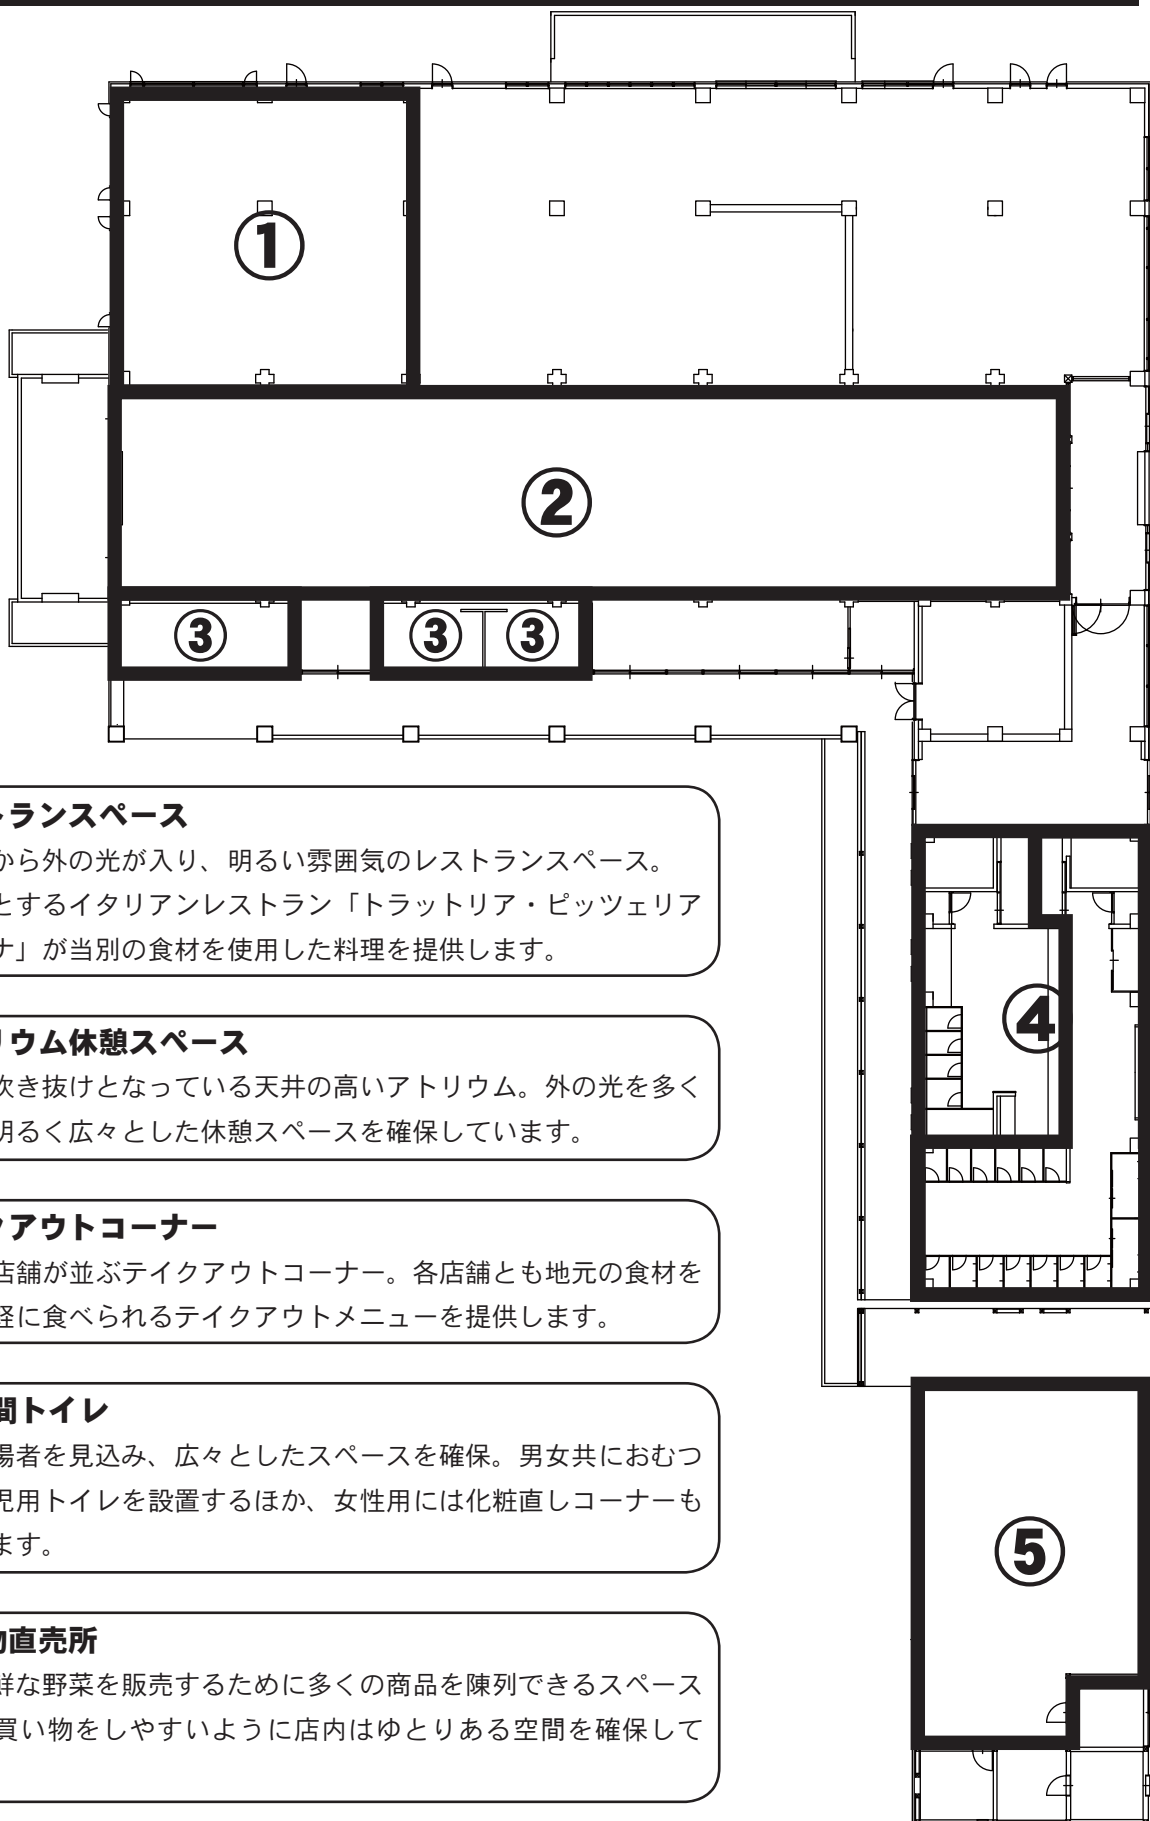 ①
②
③ ③ ③
トランスペース
から外の光が入り、明るい雰囲気のレストランスペース。
とするイタリアンレストラン「トラットリア・ピッツェリア
ナ」が当別の食材を使用した料理を提供します。
リウム休憩スペース
吹き抜けとなっている天井の高いアトリウム。外の光を多く
明るく広々とした休憩スペースを確保しています。
④
クアウトコーナー
店舗が並ぶテイクアウトコーナー。各店舗とも地元の食材を
軽に食べられるテイクアウトメニューを提供します。
間トイレ
場者を見込み、広々としたスペースを確保。男女共におむつ
児用トイレを設置するほか、女性用には化粧直しコーナーも
ます。
⑤
直売所
鮮な野菜を販売するために多くの商品を陳列できるスペース
買い物をしやすいように店内はゆとりある空間を確保して